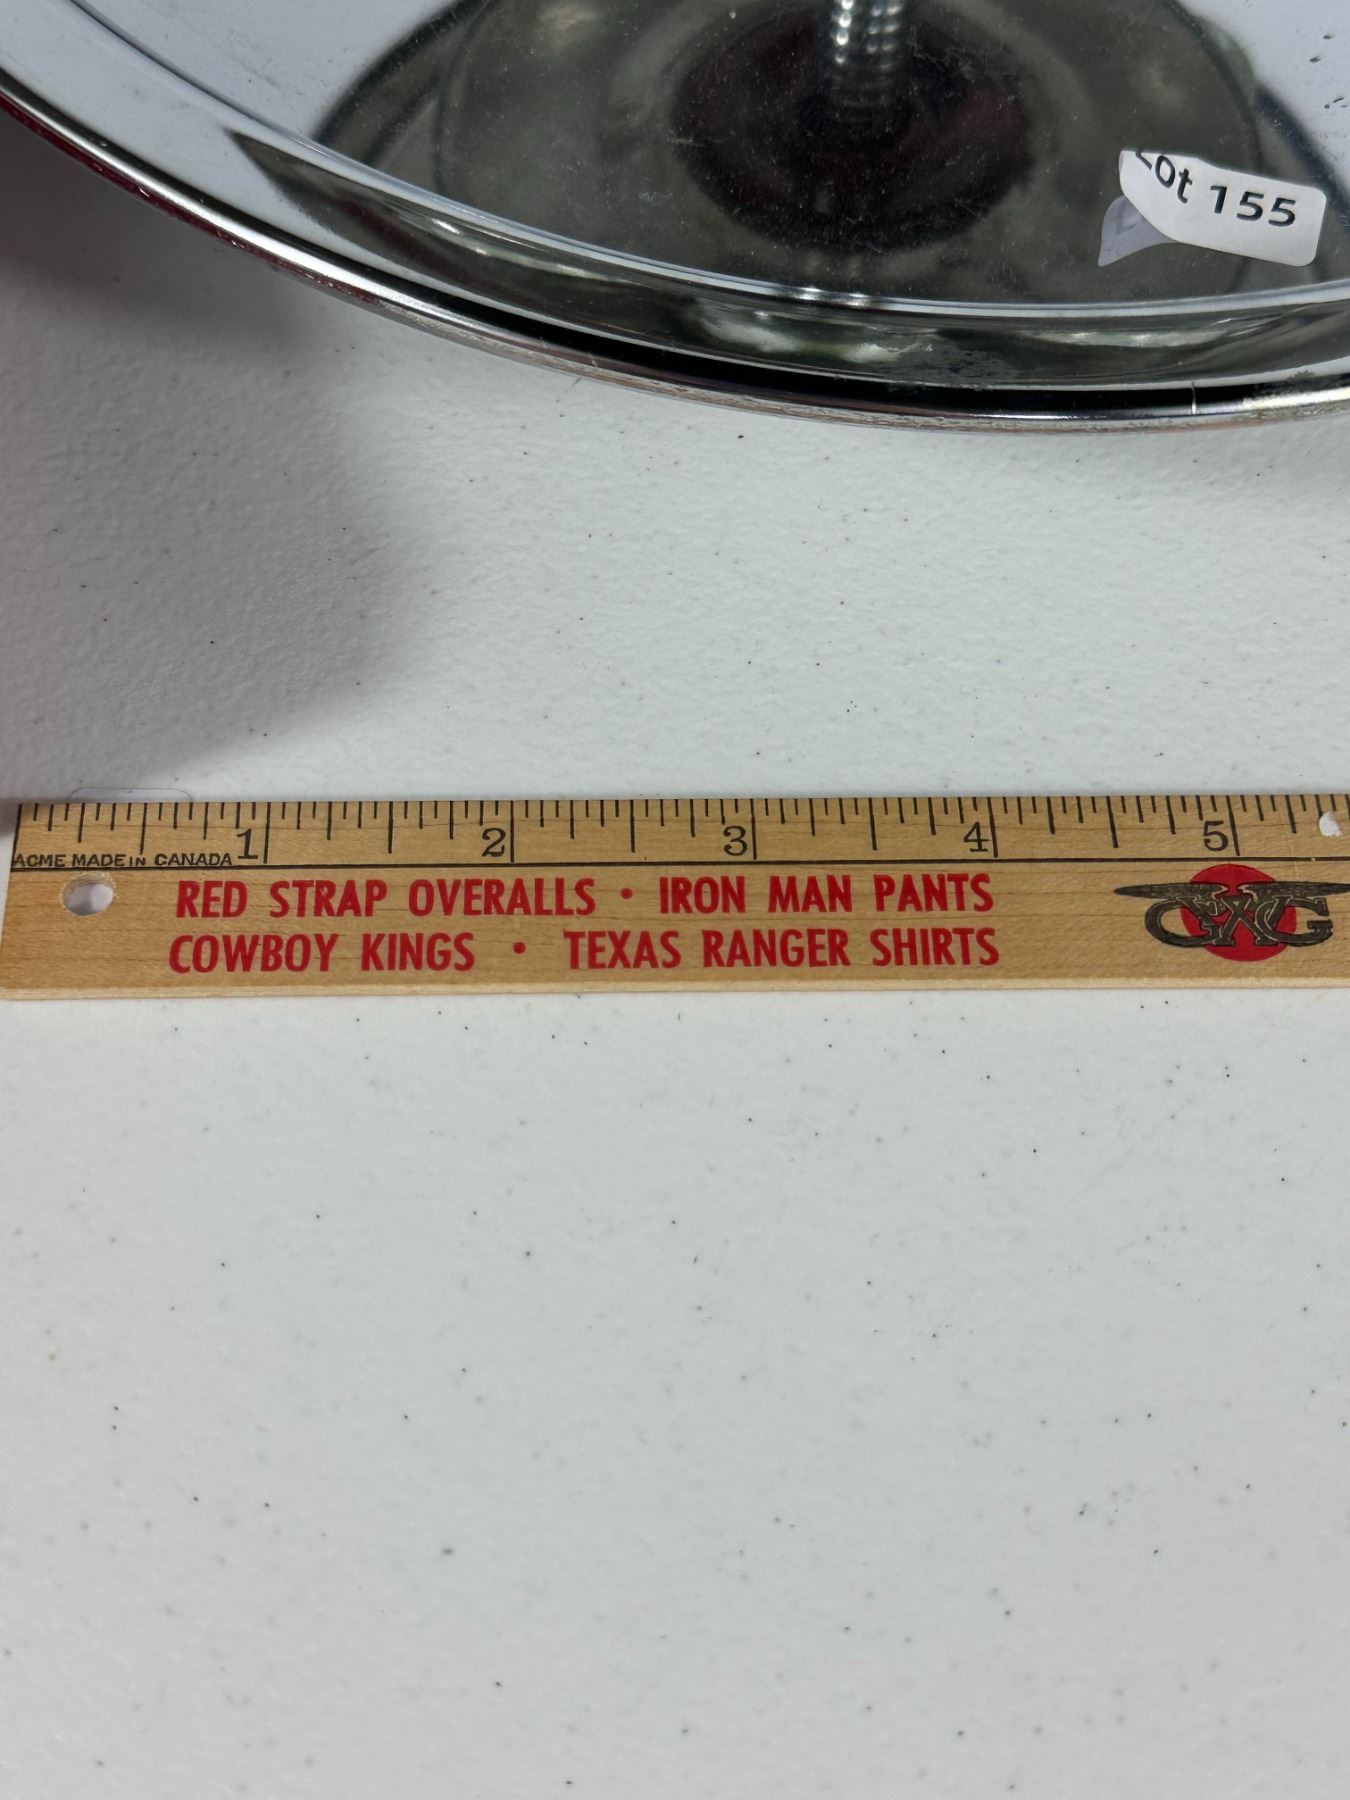 Lot 155
1 2 3 4 5
ACME MADE IN CANADA
RED STRAP OVERALLS • IRON MAN PANTS
COWBOY KINGS • TEXAS RANGER SHIRTS
GWG